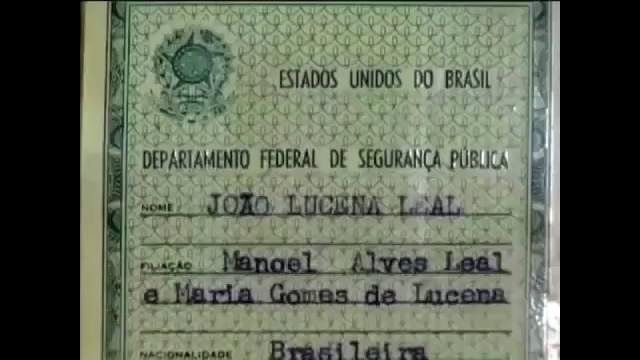 ESTADOS UNIDOS DO BRASIL
DEPARTAMENTO FEDERAL DE SEGURANÇA PÚBLICA
NOME JOÃO LUCENA LEAL
FILIAÇÃO Manoel Alves Leal
e Maria Gomes de Lucena
NACIONALIDADE Brasileira